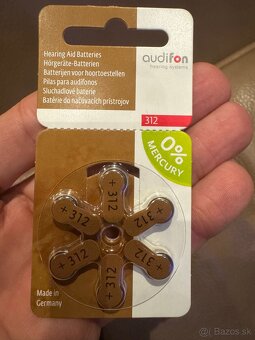 Hearing Aid Batteries
Hörgeräte-Batterien
Batterijen voor hoortoestellen
Pilas para audifonos
Sluchadlové baterie
Batérie do načúvacích prístrojov
audifon
hearing systems
312
0%
MERCURY
+ 312
312 +
312 +
+ 312
312 +
312 +
Made in
Germany
Bazos.sk